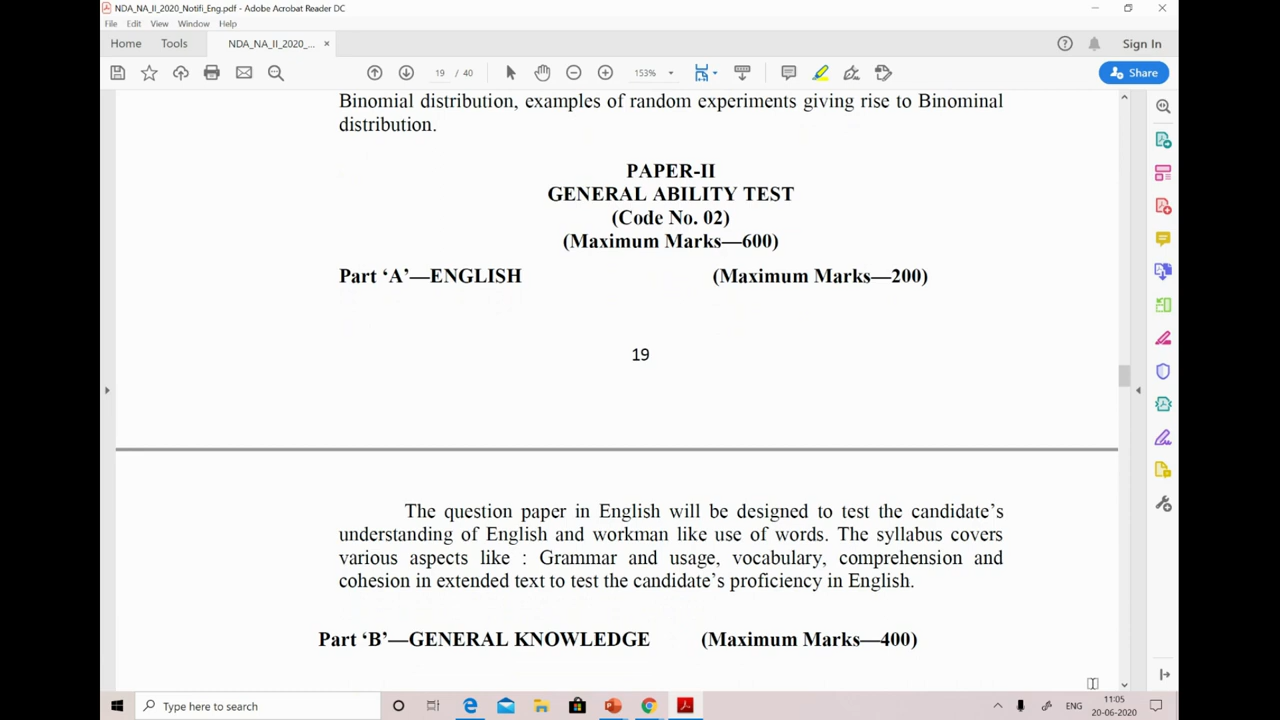 NDA_NA_II_2020_Notifi_Eng.pdf - Adobe Acrobat Reader DC
File Edit View Window Help
Home Tools NDA_NA_II_2020_... × Sign In
19 / 40 153% Share
Binomial distribution, examples of random experiments giving rise to Binominal
distribution.
PAPER-II
GENERAL ABILITY TEST
(Code No. 02)
(Maximum Marks—600)
Part ‘A’—ENGLISH (Maximum Marks—200)
19
The question paper in English will be designed to test the candidate’s
understanding of English and workman like use of words. The syllabus covers
various aspects like : Grammar and usage, vocabulary, comprehension and
cohesion in extended text to test the candidate’s proficiency in English.
Part ‘B’—GENERAL KNOWLEDGE (Maximum Marks—400)
Type here to search
ENG
11:05
20-06-2020